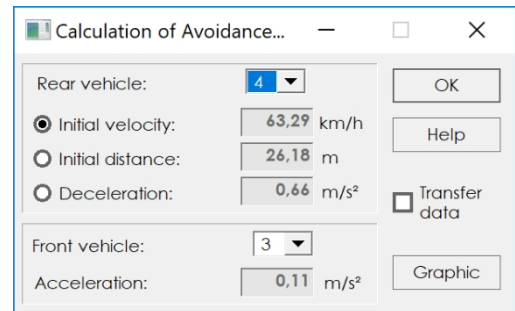 Calculation of Avoidance...
Rear vehicle: 4
Initial velocity: 63,29 km/h
Initial distance: 26,18 m
Deceleration: 0,66 m/s²
Front vehicle: 3
Acceleration: 0,11 m/s²
OK
Help
Transfer
data
Graphic